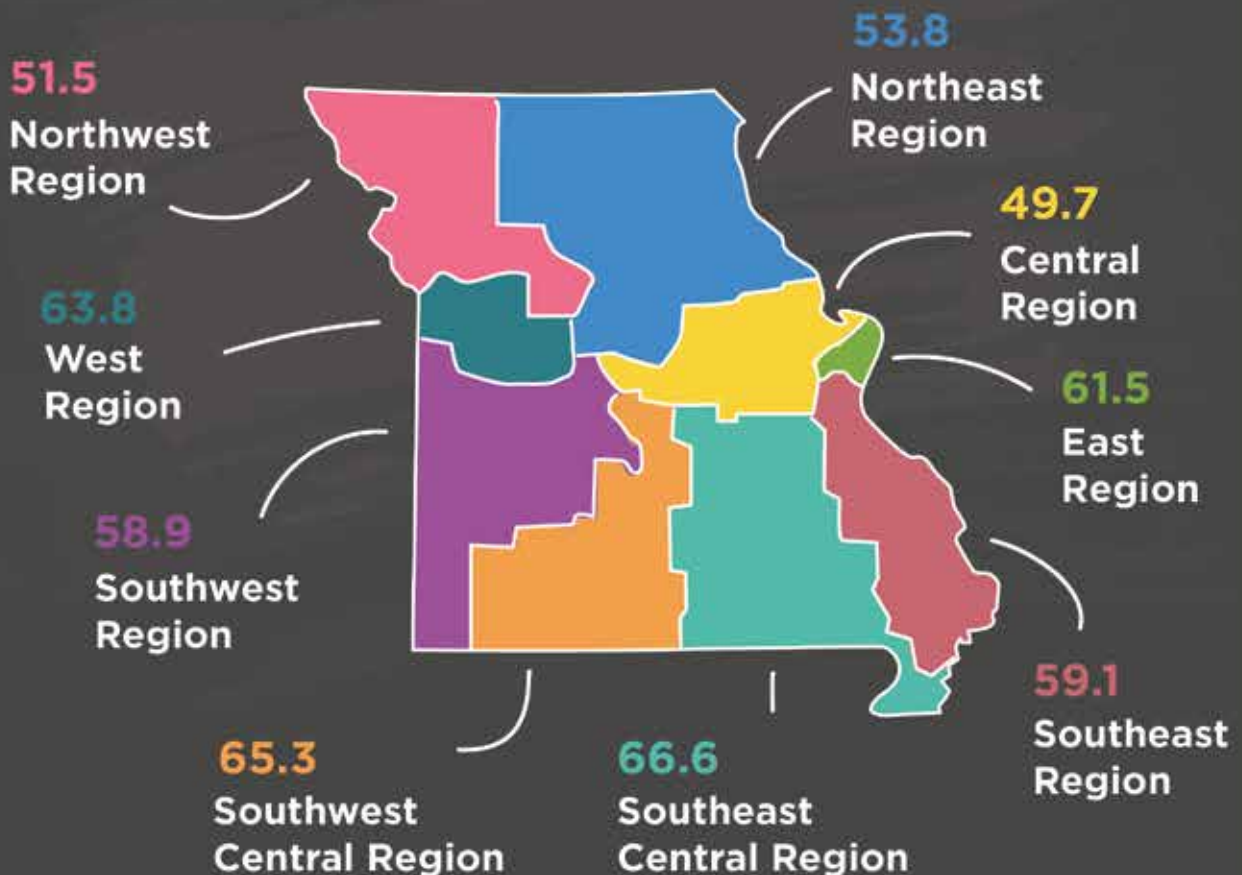 53.8
Northeast
Region
51.5
Northwest
Region
49.7
Central
Region
63.8
West
Region
61.5
East
Region
58.9
Southwest
Region
59.1
Southeast
Region
65.3
Southwest
Central Region
66.6
Southeast
Central Region